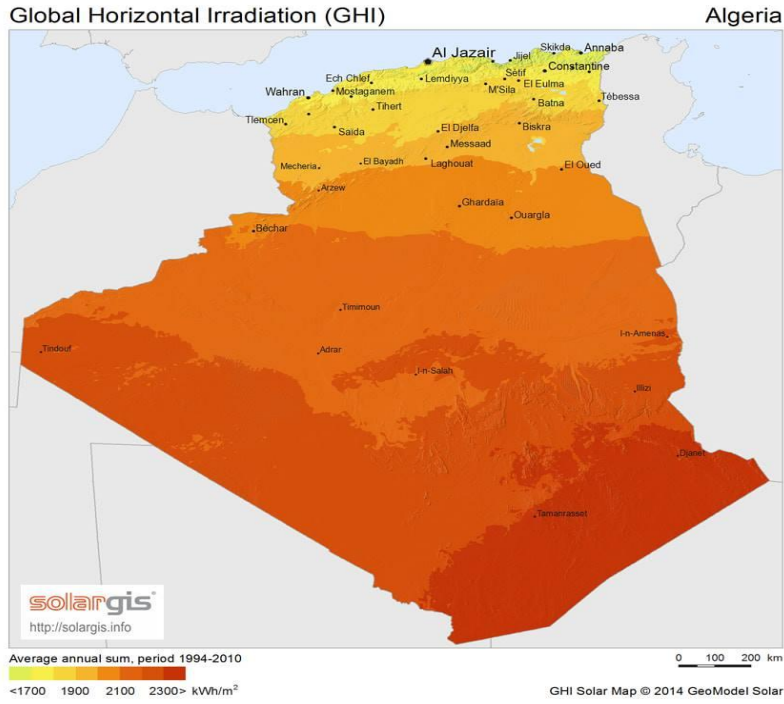 Global Horizontal Irradiation (GHI)
Algeria
Al Jazair
Jijel
Skikda
Annaba
Constantine
Sétif
El Eulma
M'Sila
Batna
Tébessa
Ech Chlef
Lemdiyya
Wahran
Mostaganem
Tihert
Tlemcen
Saïda
El Djelfa
Biskra
Messaad
Mecheria
El Bayadh
Laghouat
El Oued
Arzew
Ghardaïa
Ouargla
Béchar
Timimoun
I-n-Amenas
Tindouf
Adrar
I-n-Salah
Illizi
Djanet
Tamanrasset
solargis
http://solargis.info
Average annual sum, period 1994-2010
<1700 1900 2100 2300> kWh/m²
0 100 200 km
GHI Solar Map © 2014 GeoModel Solar